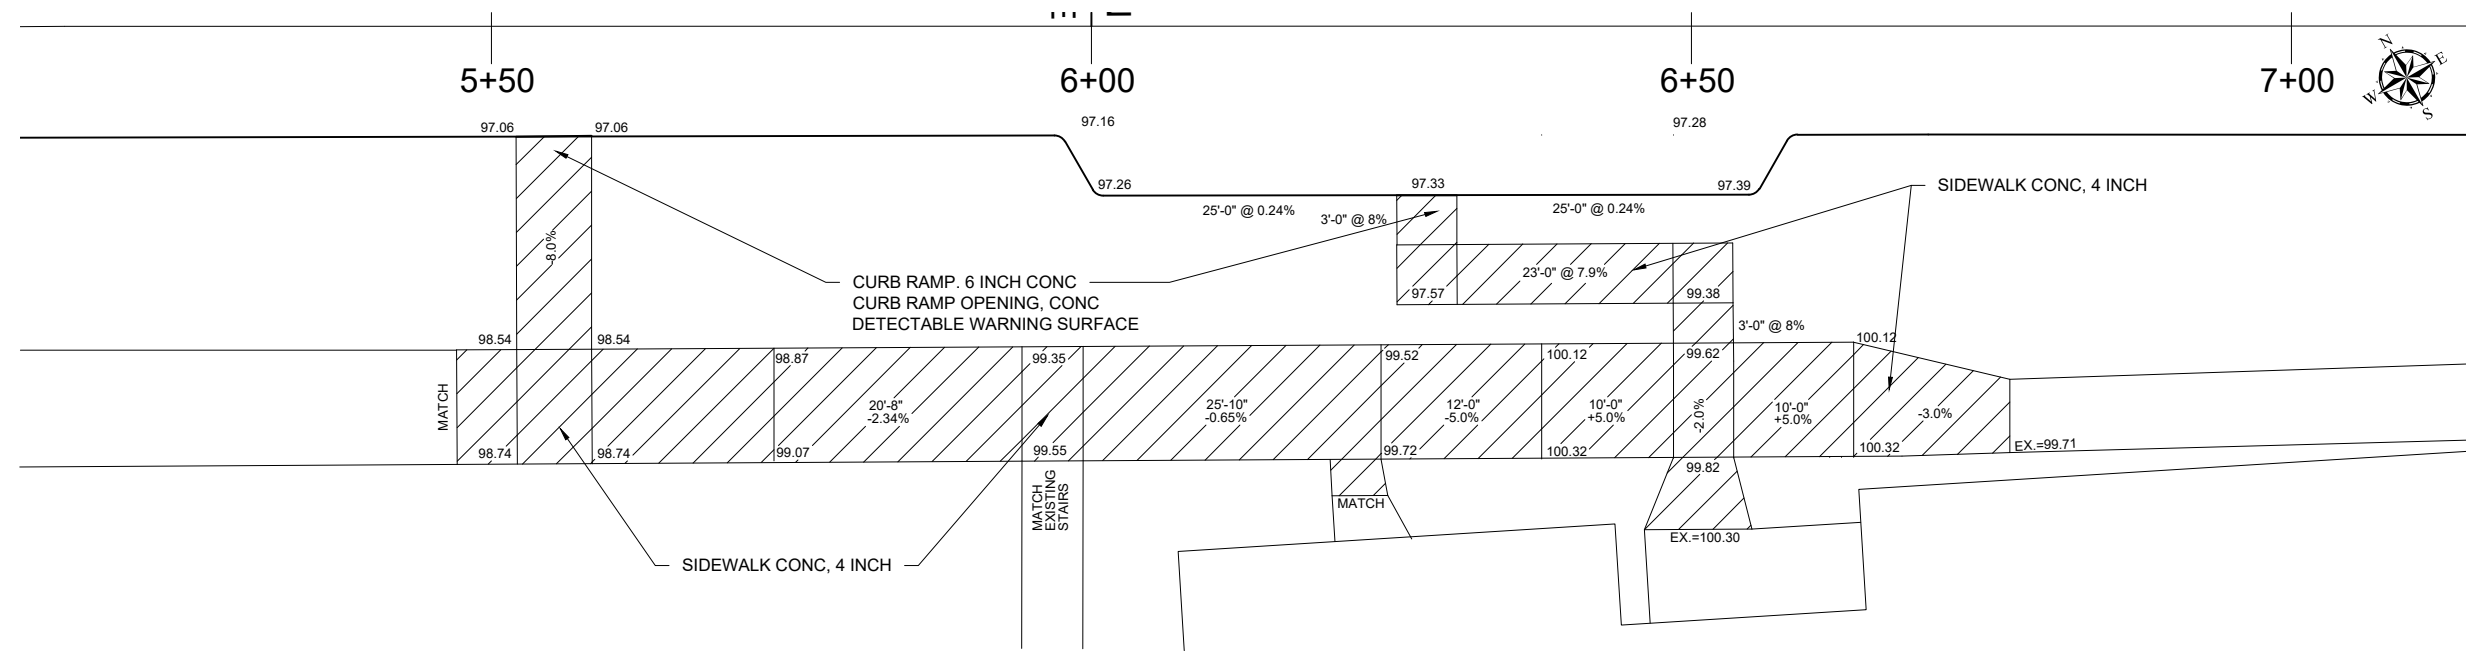 5+50
6+00
6+50
7+00
N
E
W
S
97.06
97.06
97.16
97.28
97.26
97.33
97.39
25'-0" @ 0.24%
3'-0" @ 8%
25'-0" @ 0.24%
SIDEWALK CONC, 4 INCH
-8.0%
CURB RAMP. 6 INCH CONC
CURB RAMP OPENING, CONC
DETECTABLE WARNING SURFACE
23'-0" @ 7.9%
97.57
99.38
3'-0" @ 8%
98.54
98.54
98.87
99.35
99.52
100.12
99.62
100.12
MATCH
20'-8"
-2.34%
25'-10"
-0.65%
12'-0"
-5.0%
10'-0"
+5.0%
-2.0%
10'-0"
+5.0%
-3.0%
98.74
98.74
99.07
99.55
99.72
100.32
99.82
100.32
EX.=99.71
MATCH
EXISTING
STAIRS
MATCH
EX.=100.30
SIDEWALK CONC, 4 INCH